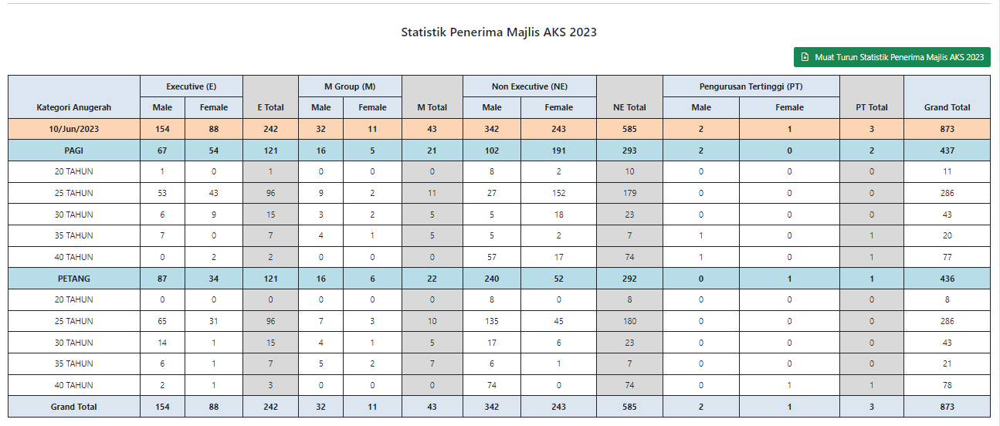 Statistik Penerima Majlis AKS 2023
Muat Turun Statistik Penerima Majlis AKS 2023
Kategori Anugerah Executive (E) E Total M Group (M) M Total Non Executive (NE) NE Total Pengurusan Tertinggi (PT) PT Total Grand Total
Male Female Male Female Male Female Male Female
10/Jun/2023 154 88 242 32 11 43 342 243 585 2 1 3 873
PAGI 67 54 121 16 5 21 102 191 293 2 0 2 437
20 TAHUN 1 0 1 0 0 0 8 2 10 0 0 0 11
25 TAHUN 53 43 96 9 2 11 27 152 179 0 0 0 286
30 TAHUN 6 9 15 3 2 5 5 18 23 0 0 0 43
35 TAHUN 7 0 7 4 1 5 5 2 7 1 0 1 20
40 TAHUN 0 2 2 0 0 0 57 17 74 1 0 1 77
PETANG 87 34 121 16 6 22 240 52 292 0 1 1 436
20 TAHUN 0 0 0 0 0 0 8 0 8 0 0 0 8
25 TAHUN 65 31 96 7 3 10 135 45 180 0 0 0 286
30 TAHUN 14 1 15 4 1 5 17 6 23 0 0 0 43
35 TAHUN 6 1 7 5 2 7 6 1 7 0 0 0 21
40 TAHUN 2 1 3 0 0 0 74 0 74 0 1 1 78
Grand Total 154 88 242 32 11 43 342 243 585 2 1 3 873